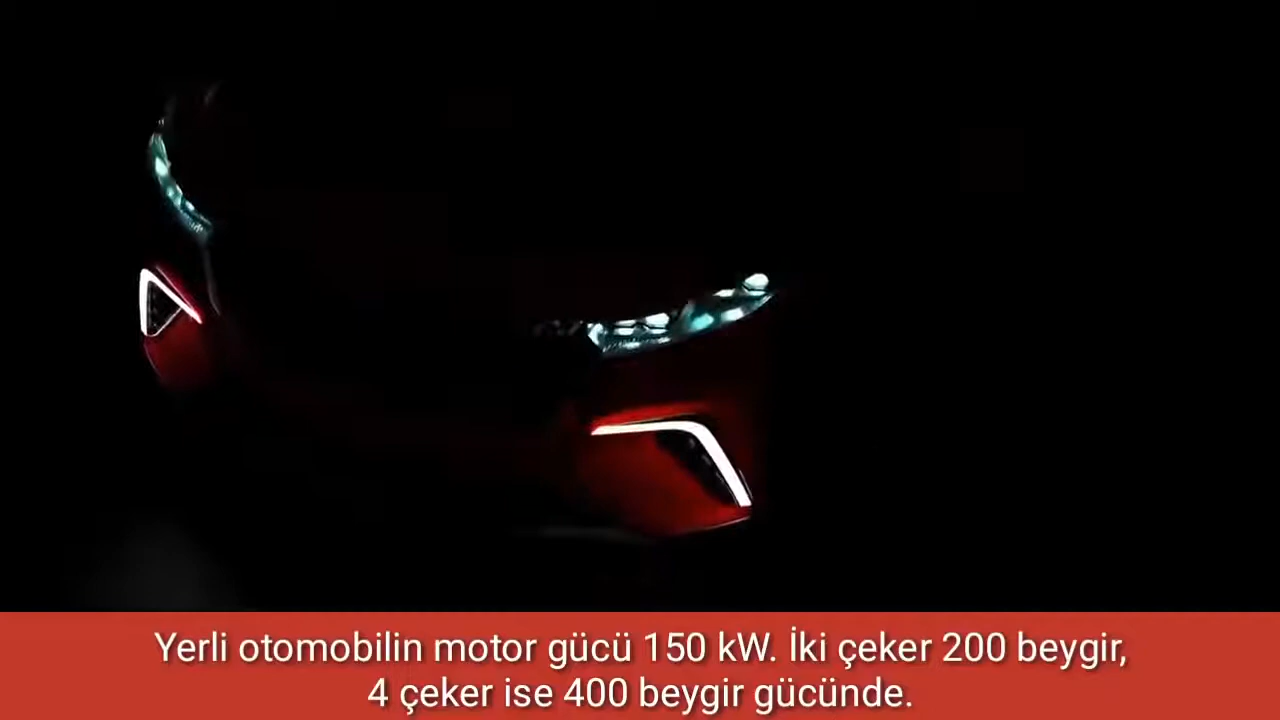 Yerli otomobilin motor gücü 150 kW. İki çeker 200 beygir,
4 çeker ise 400 beygir gücünde.